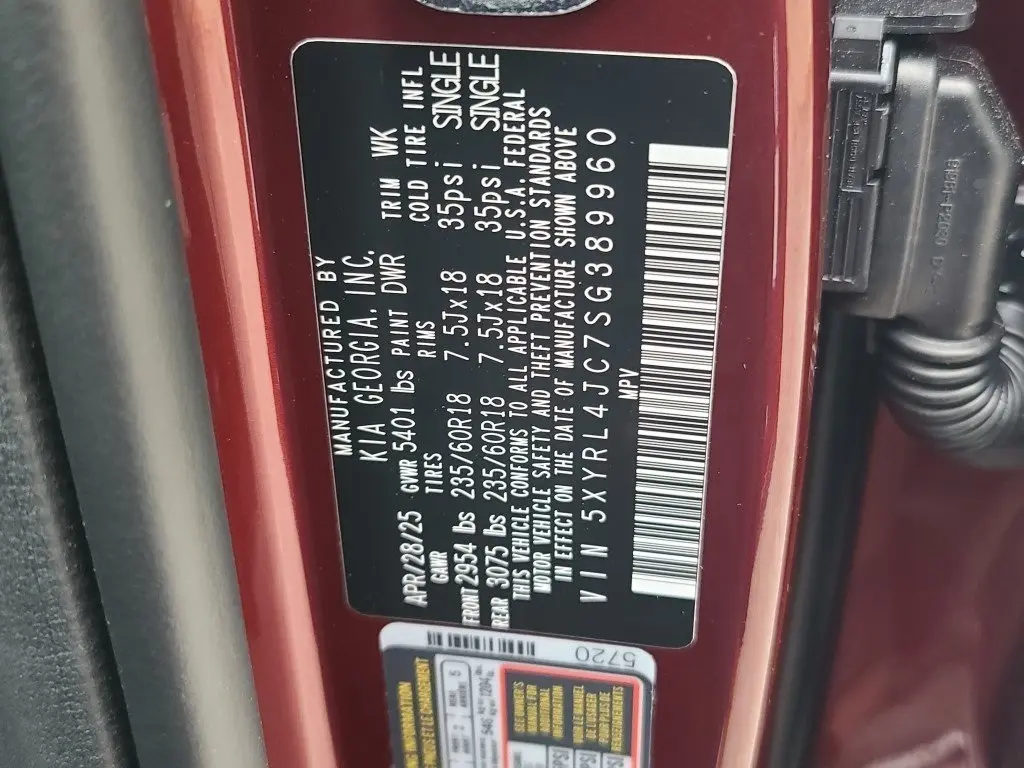 MANUFACTURED BY
KIA GEORGIA. INC.
APR/28/25 GVWR 5401 lbs PAINT DWR TRIM WK
GAWR TIRES RIMS COLD TIRE INFL
FRONT 2954 lbs 235/60R18 7.5Jx18 35psi SINGLE
REAR 3075 lbs 235/60R18 7.5Jx18 35psi SINGLE
THIS VEHICLE CONFORMS TO ALL APPLICABLE U.S.A. FEDERAL
MOTOR VEHICLE SAFETY AND THEFT PREVENTION STANDARDS
IN EFFECT ON THE DATE OF MANUFACTURE SHOWN ABOVE
VIN 5XYRL4JC7SG389960
MPV
5720